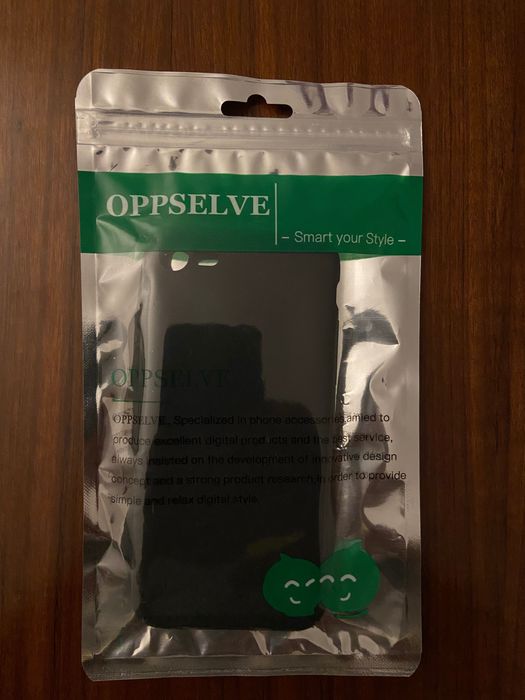 OPPSELVE
- Smart your Style -
OPPSELVE
OPPSELVE, Specialized in phone accessories,amied to
produce excellent digital products and the best service,
always insisted on the development of innovative design
concept and a strong product research,in order to provide
simple and relax digital style.